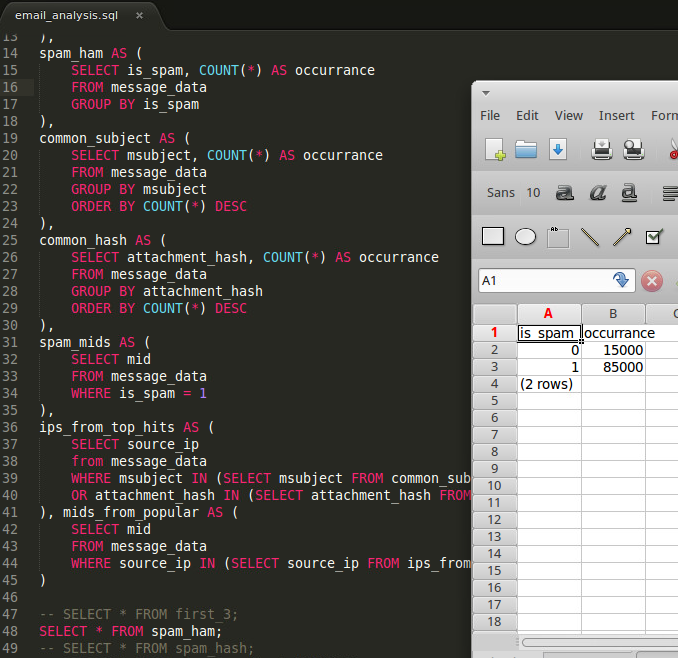 email_analysis.sql ×
13 ),
14 spam_ham AS (
15 SELECT is_spam, COUNT(*) AS occurrance
16 FROM message_data
17 GROUP BY is_spam
18 ),
19 common_subject AS (
20 SELECT msubject, COUNT(*) AS occurrance
21 FROM message_data
22 GROUP BY msubject
23 ORDER BY COUNT(*) DESC
24 ),
25 common_hash AS (
26 SELECT attachment_hash, COUNT(*) AS occurrance
27 FROM message_data
28 GROUP BY attachment_hash
29 ORDER BY COUNT(*) DESC
30 ),
31 spam_mids AS (
32 SELECT mid
33 FROM message_data
34 WHERE is_spam = 1
35 ),
36 ips_from_top_hits AS (
37 SELECT source_ip
38 from message_data
39 WHERE msubject IN (SELECT msubject FROM common_sub
40 OR attachment_hash IN (SELECT attachment_hash FROM
41 ), mids_from_popular AS (
42 SELECT mid
43 FROM message_data
44 WHERE source_ip IN (SELECT source_ip FROM ips_from
45 )
46
47 -- SELECT * FROM first_3;
48 SELECT * FROM spam_ham;
49 -- SELECT * FROM spam_hash;
File Edit View Insert Form
Sans 10 a a a
A1
A B C
1 is_spam occurrance
2 0 15000
3 1 85000
4 (2 rows)
5
6
7
8
9
10
11
12
13
14
15
16
17
18